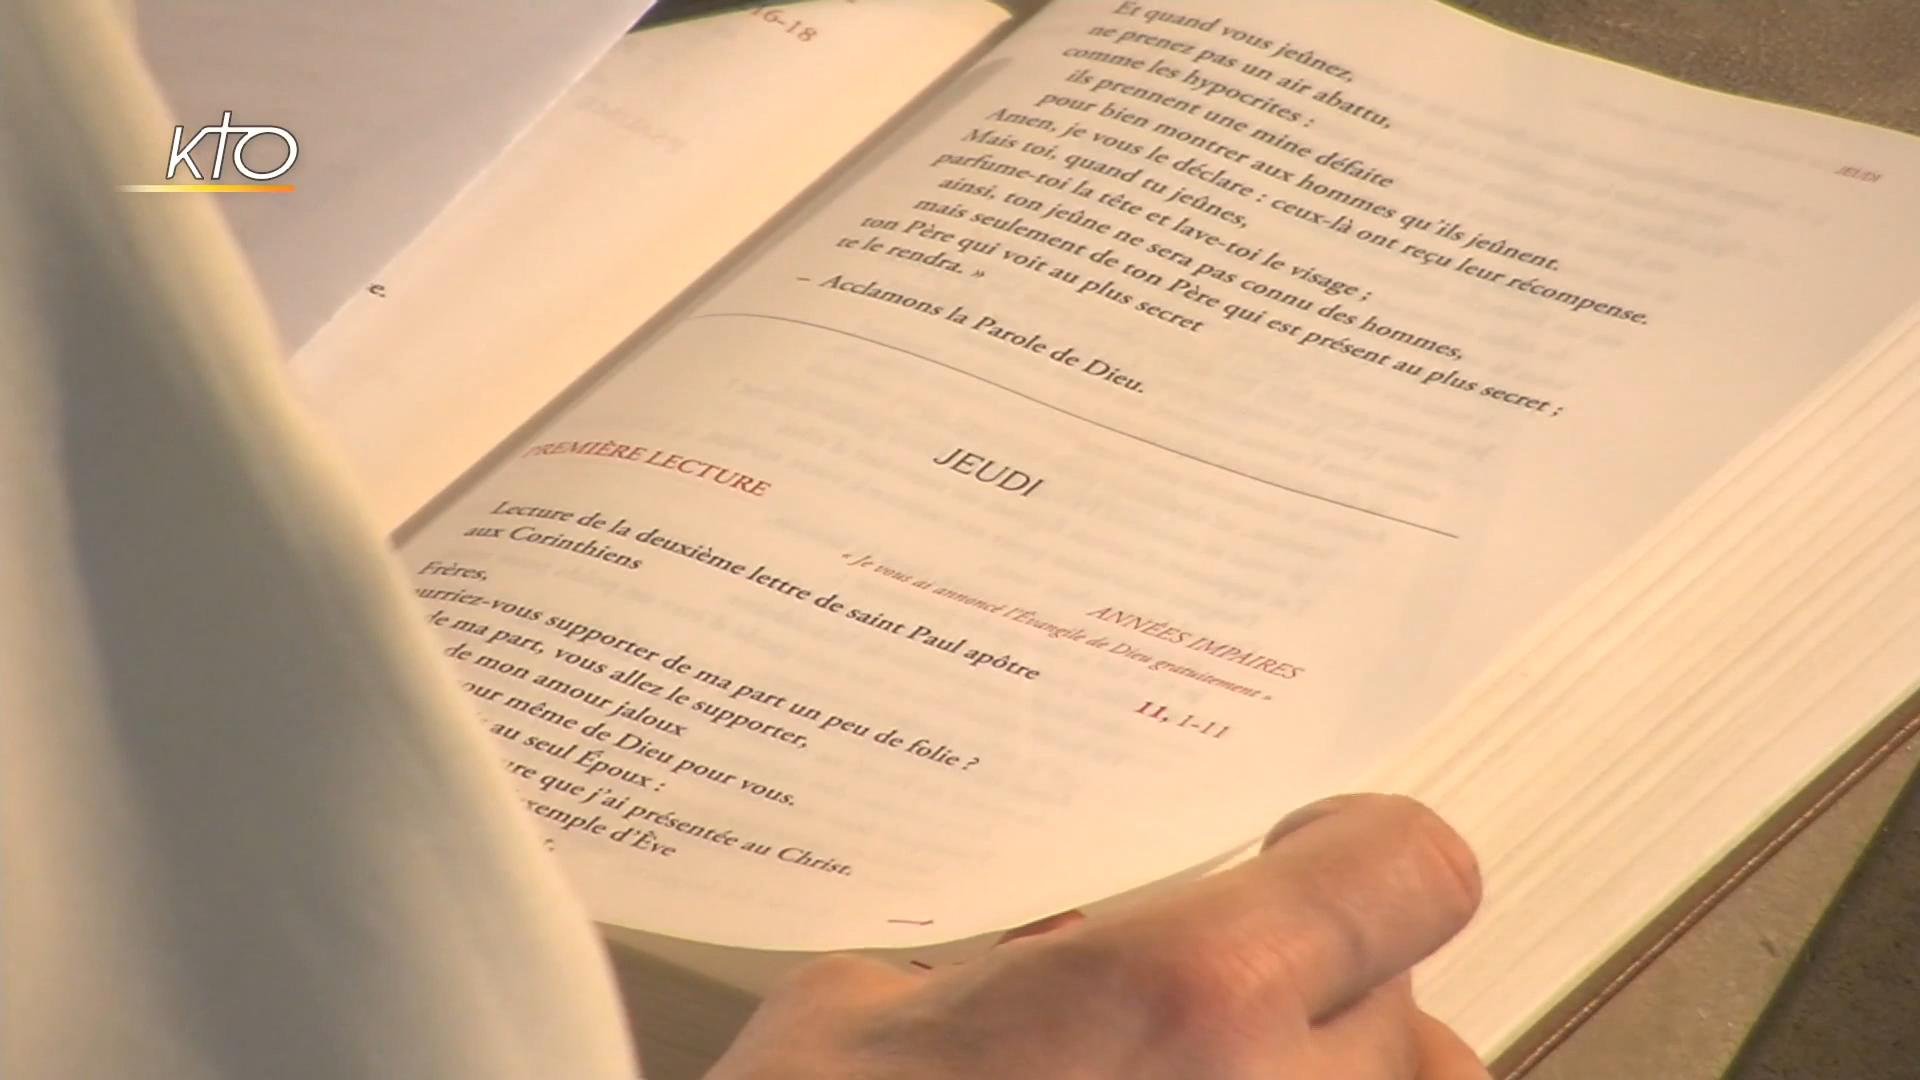 KTO
16-18
e.
JEUDI
Et quand vous jeûnez,
ne prenez pas un air abattu,
comme les hypocrites :
ils prennent une mine défaite
pour bien montrer aux hommes qu'ils jeûnent.
Amen, je vous le déclare : ceux-là ont reçu leur récompense.
Mais toi, quand tu jeûnes,
parfume-toi la tête et lave-toi le visage ;
ainsi, ton jeûne ne sera pas connu des hommes,
mais seulement de ton Père qui est présent au plus secret ;
ton Père qui voit au plus secret
te le rendra. »
– Acclamons la Parole de Dieu.
JEUDI
PREMIÈRE LECTURE
ANNÉES IMPAIRES
« Je vous ai annoncé l'Évangile de Dieu gratuitement »
Lecture de la deuxième lettre de saint Paul apôtre
aux Corinthiens
11, 1-11
Frères,
urriez-vous supporter de ma part un peu de folie ?
de ma part, vous allez le supporter,
de mon amour jaloux
our même de Dieu pour vous.
au seul Époux :
re que j'ai présentée au Christ.
xemple d'Ève